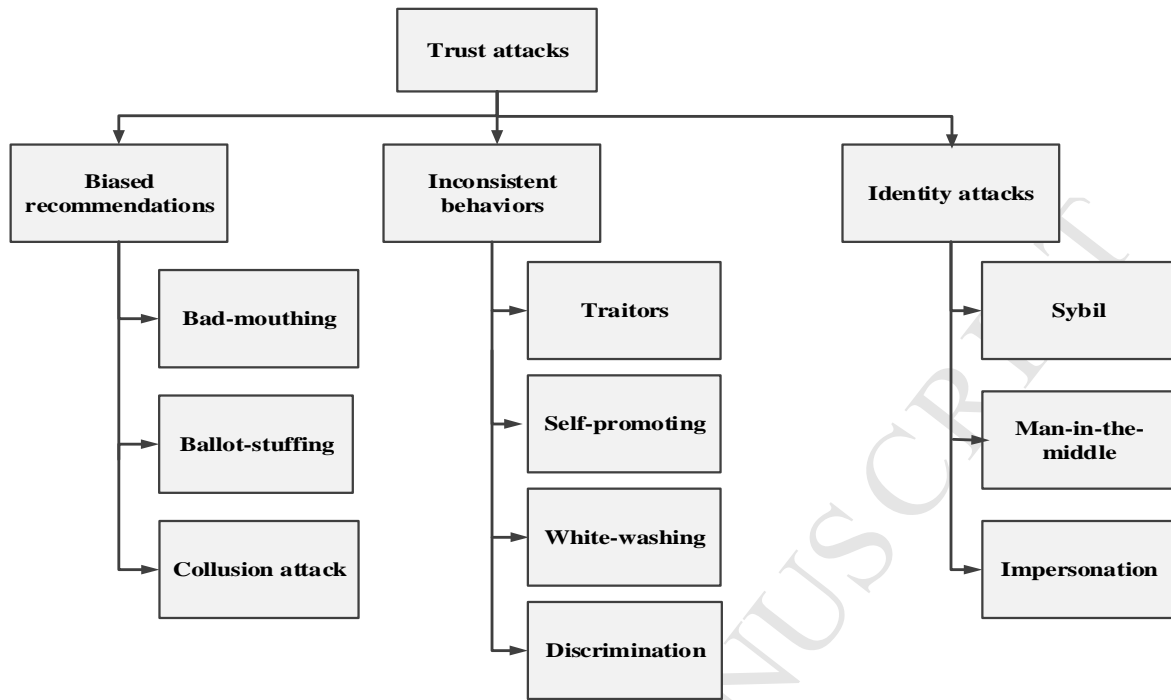 Trust attacks
Biased
recommendations
Inconsistent
behaviors
Identity attacks
Bad-mouthing
Ballot-stuffing
Collusion attack
Traitors
Self-promoting
White-washing
Discrimination
Sybil
Man-in-the-
middle
Impersonation
NUSCRIPT